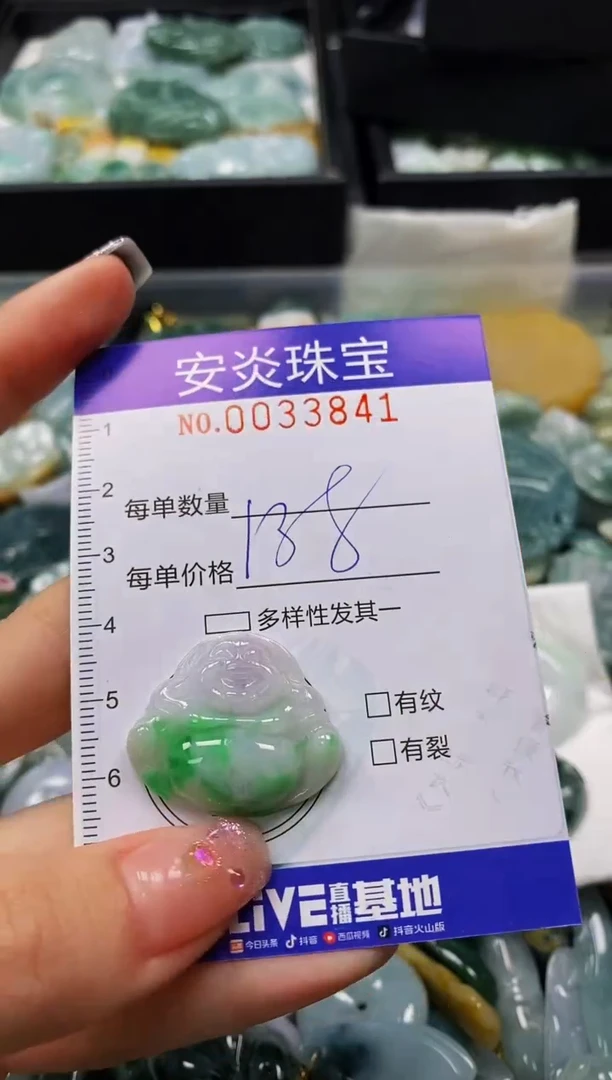 安炎珠宝
NO.0033841
1
2
每单数量
138
3
每单价格
4
多样性发其一
5
有纹
有裂
6
LiVE直播基地
今日头条 抖音 西瓜视频 抖音火山版